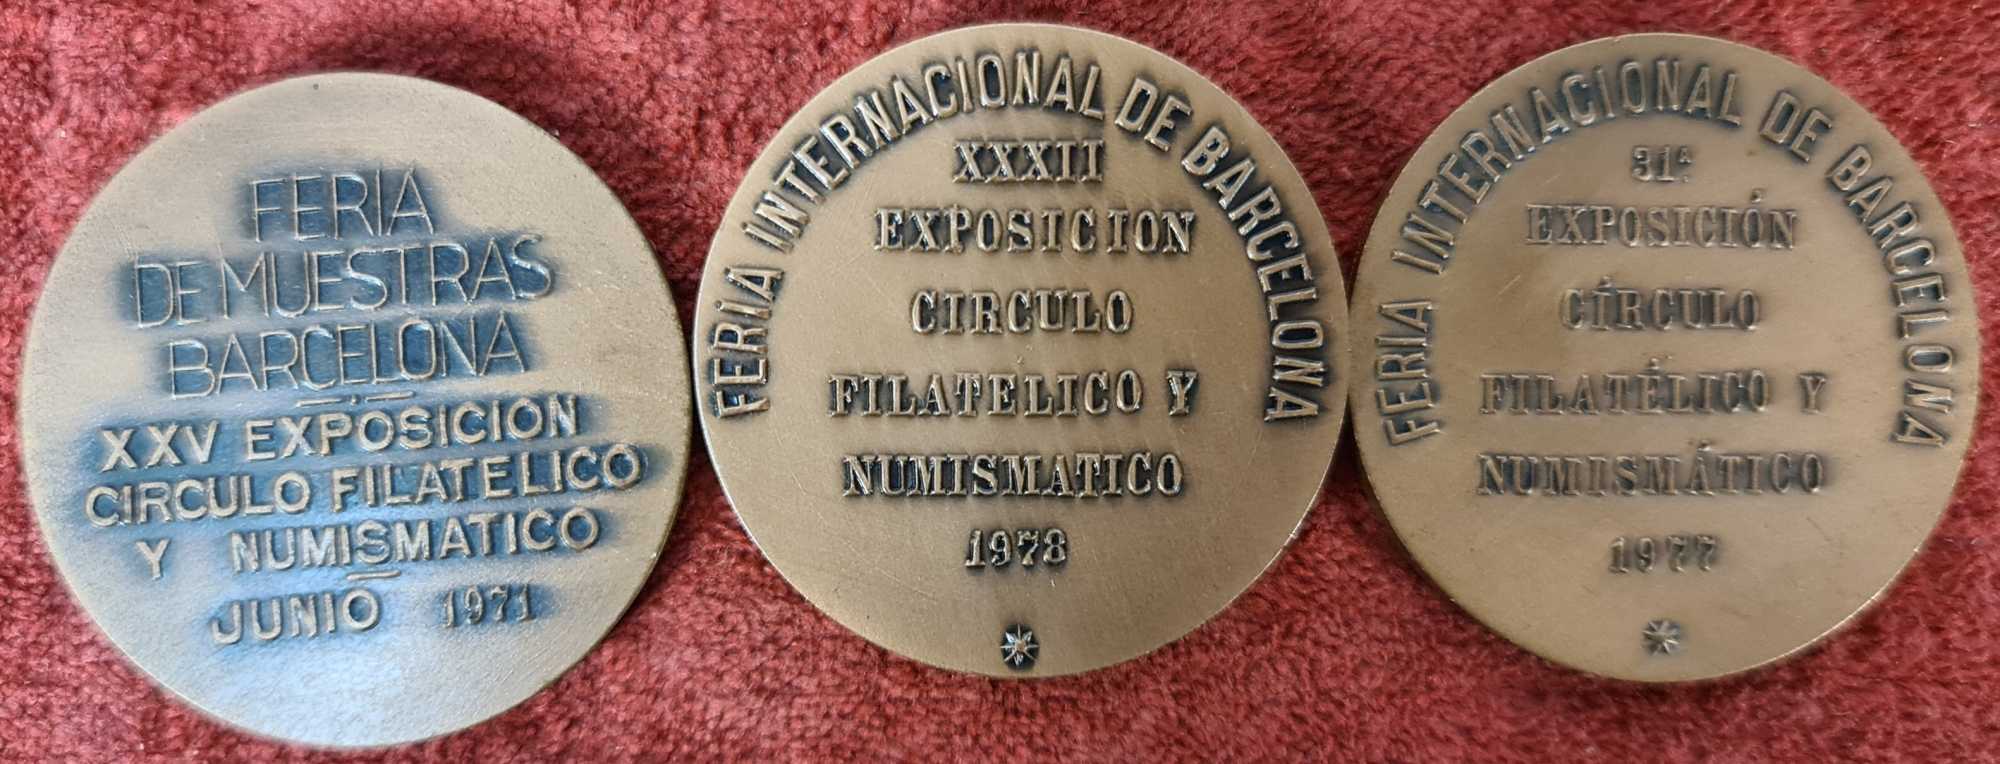 FERIA
DE MUESTRAS
BARCELONA
XXV EXPOSICION
CIRCULO FILATELICO
Y NUMISMATICO
JUNIO 1971
FERIA INTERNACIONAL DE BARCELONA
XXXII
EXPOSICION
CIRCULO
FILATELICO Y
NUMISMATICO
1978
FERIA INTERNACIONAL DE BARCELONA
31ª
EXPOSICIÓN
CÍRCULO
FILATÉLICO Y
NUMISMÁTICO
1977